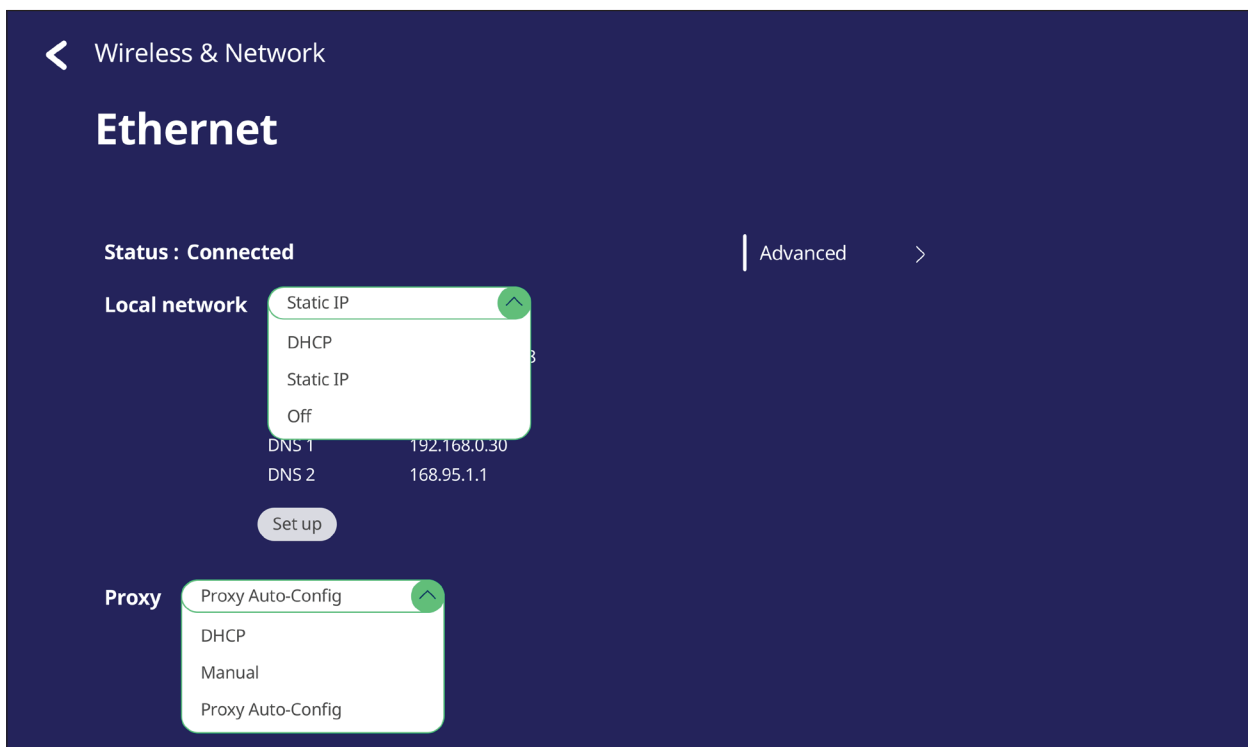 Wireless & Network
Ethernet
Status : Connected
Advanced
Local network
Static IP
DHCP
Static IP
Off
DNS 1 192.168.0.30
DNS 2 168.95.1.1
Set up
Proxy
Proxy Auto-Config
DHCP
Manual
Proxy Auto-Config